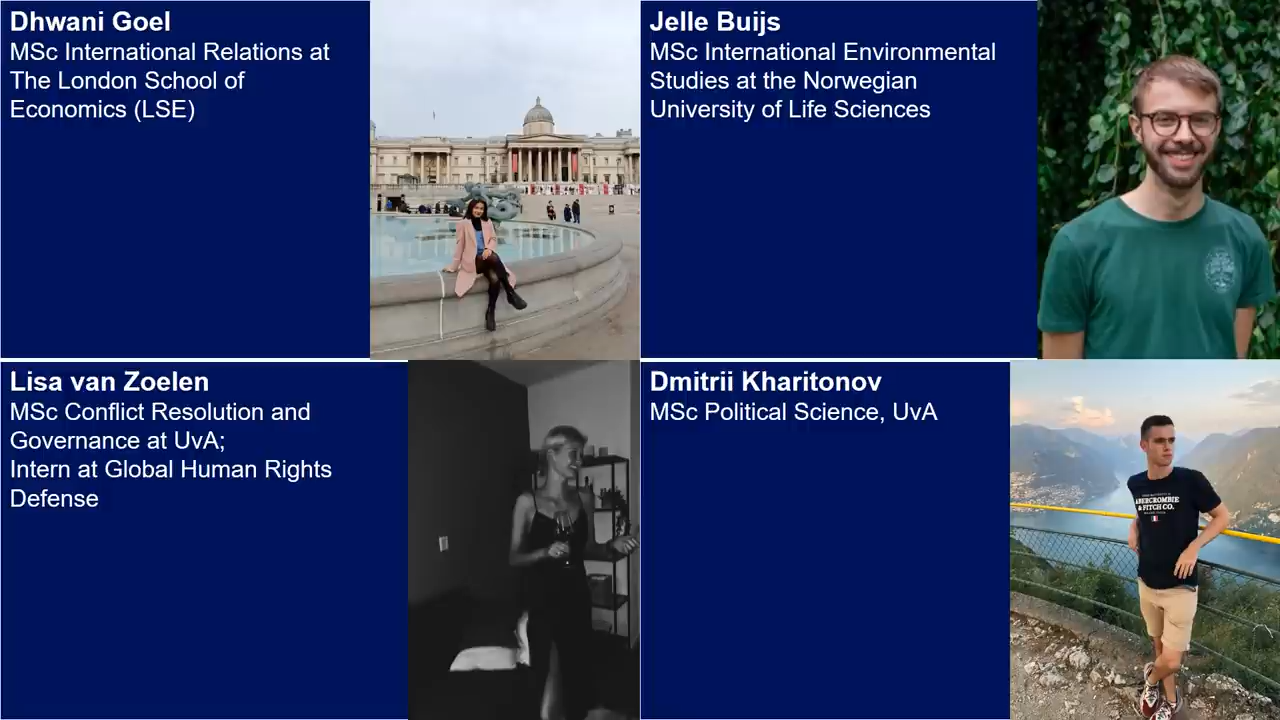 Dhwani Goel
MSc International Relations at
The London School of
Economics (LSE)
Jelle Buijs
MSc International Environmental
Studies at the Norwegian
University of Life Sciences
Lisa van Zoelen
MSc Conflict Resolution and
Governance at UvA;
Intern at Global Human Rights
Defense
Dmitrii Kharitonov
MSc Political Science, UvA
ABERCROMBIE
& FITCH CO.